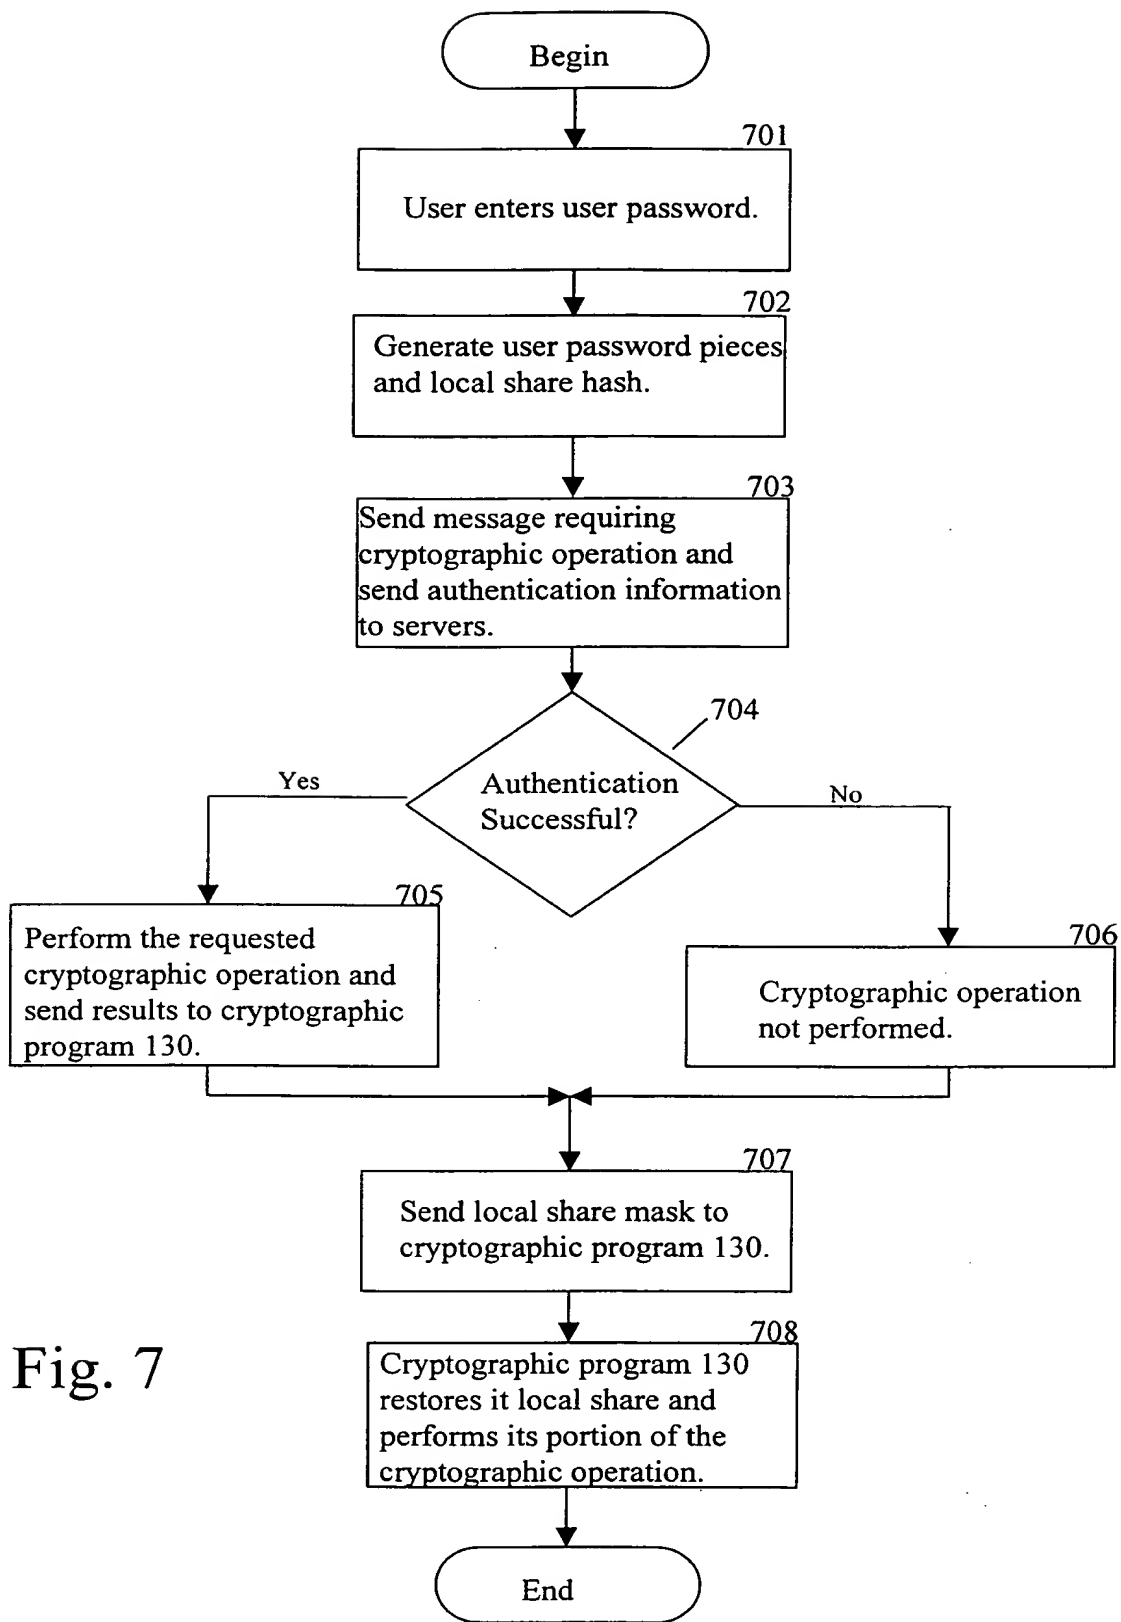 Begin
701
User enters user password.
702
Generate user password pieces
and local share hash.
703
Send message requiring
cryptographic operation and
send authentication information
to servers.
704
Authentication
Successful?
Yes
No
705
Perform the requested
cryptographic operation and
send results to cryptographic
program 130.
706
Cryptographic operation
not performed.
707
Send local share mask to
cryptographic program 130.
708
Cryptographic program 130
restores it local share and
performs its portion of the
cryptographic operation.
Fig. 7
End